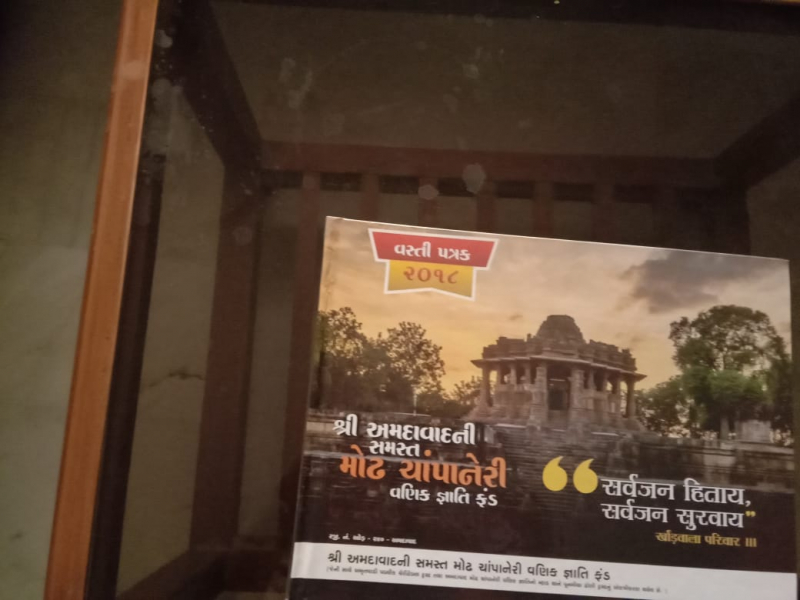 વસ્તી પત્રક
૨૦૧૮
શ્રી અમદાવાદની
સમસ્ત
મોઢ ચાંપાનેરી
વણિક જ્ઞાતિ ફંડ
“સર્વજન હિતાય,
સર્વજન સુખાય”
ખાંડવાલા પરિવાર
શ્રી અમદાવાદની સમસ્ત મોઢ ચાંપાનેરી વણિક જ્ઞાતિ ફંડ